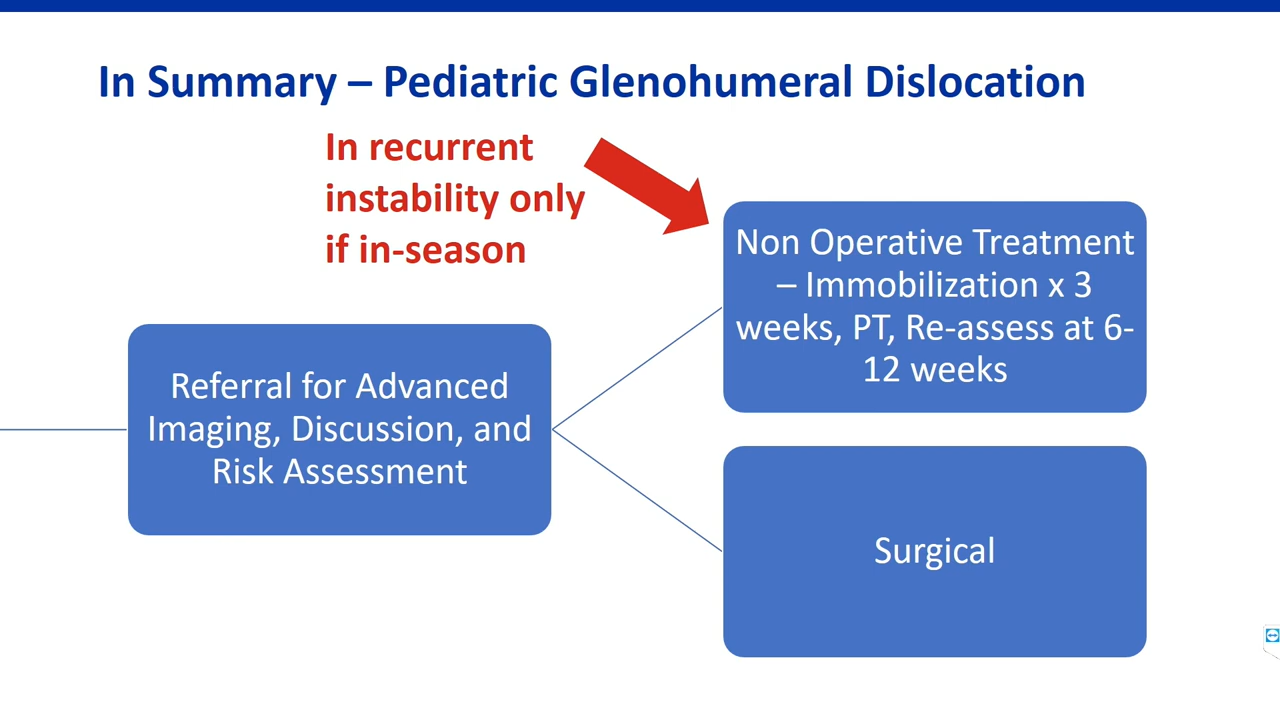 In Summary – Pediatric Glenohumeral Dislocation
In recurrent
instability only
if in-season
Non Operative Treatment
– Immobilization x 3
weeks, PT, Re-assess at 6-
12 weeks
Referral for Advanced
Imaging, Discussion, and
Risk Assessment
Surgical